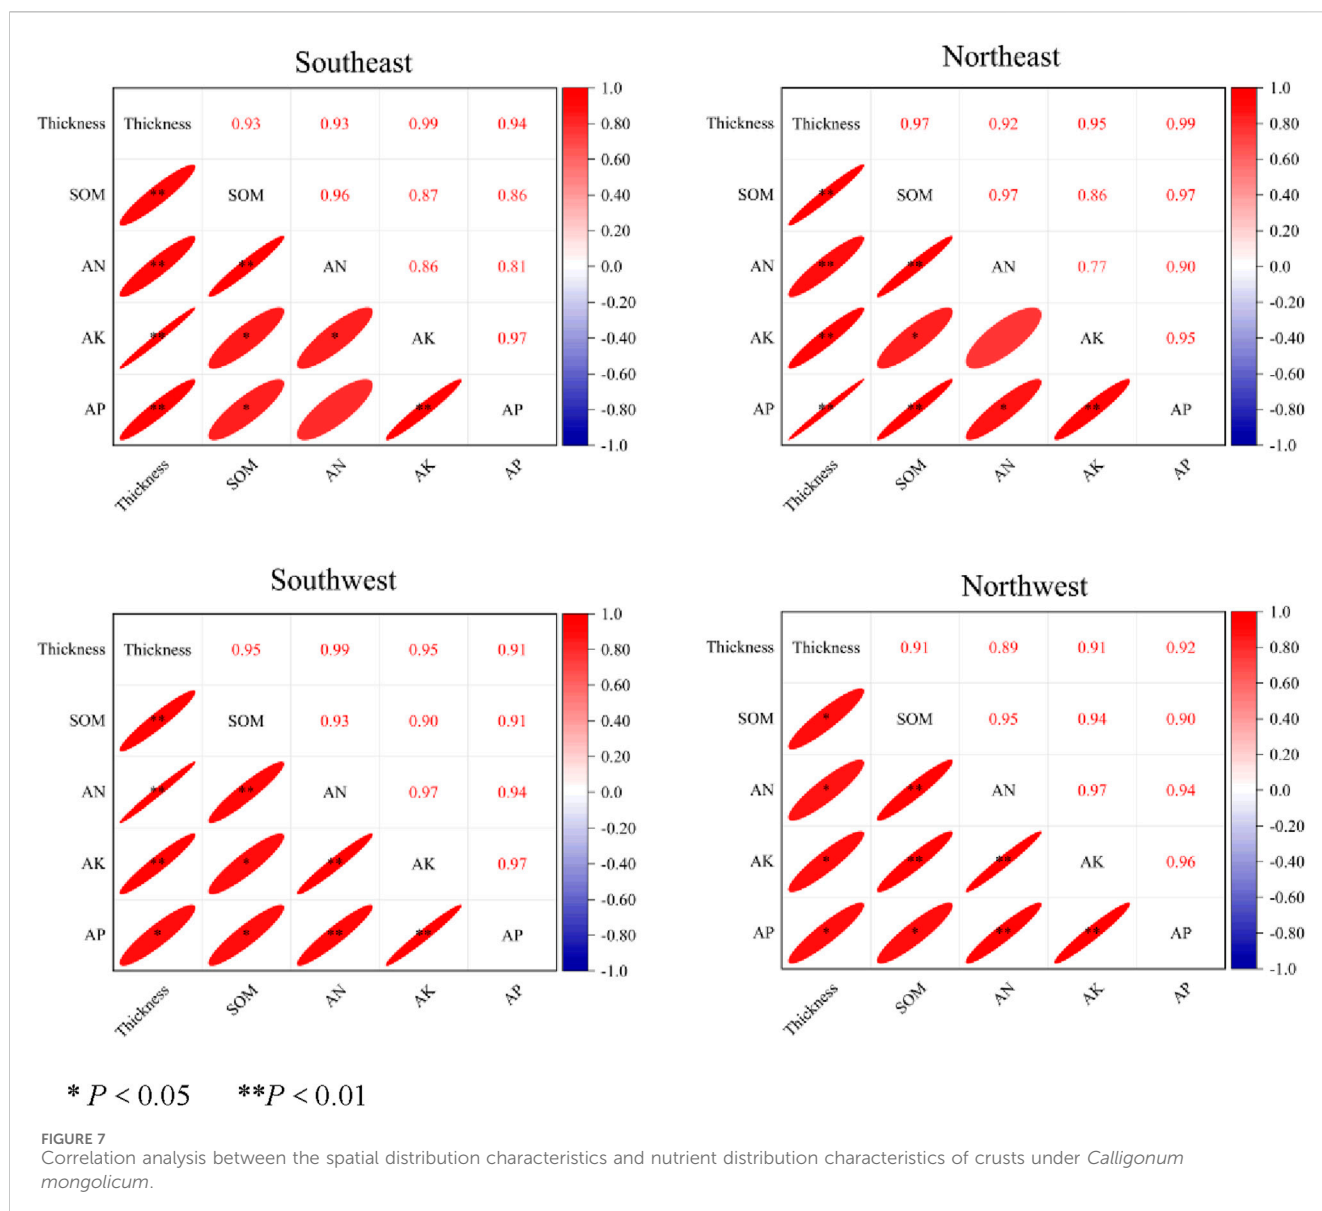 Southeast
Thickness Thickness 0.93 0.93 0.99 0.94
SOM ** SOM 0.96 0.87 0.86
AN ** ** AN 0.86 0.81
AK ** * * AK 0.97
AP ** * ** AP
Thickness SOM AN AK AP
1.0
0.80
0.60
0.40
0.20
0.0
-0.20
-0.40
-0.60
-0.80
-1.0
Northeast
Thickness Thickness 0.97 0.92 0.95 0.99
SOM ** SOM 0.97 0.86 0.97
AN ** ** AN 0.77 0.90
AK ** * AK 0.95
AP ** ** * ** AP
Thickness SOM AN AK AP
1.0
0.80
0.60
0.40
0.20
0.0
-0.20
-0.40
-0.60
-0.80
-1.0
Southwest
Thickness Thickness 0.95 0.99 0.95 0.91
SOM ** SOM 0.93 0.90 0.91
AN ** ** AN 0.97 0.94
AK ** * ** AK 0.97
AP * * ** ** AP
Thickness SOM AN AK AP
1.0
0.80
0.60
0.40
0.20
0.0
-0.20
-0.40
-0.60
-0.80
-1.0
Northwest
Thickness Thickness 0.91 0.89 0.91 0.92
SOM * SOM 0.95 0.94 0.90
AN * ** AN 0.97 0.94
AK * ** ** AK 0.96
AP * * ** ** AP
Thickness SOM AN AK AP
1.0
0.80
0.60
0.40
0.20
0.0
-0.20
-0.40
-0.60
-0.80
-1.0
* P < 0.05 **P < 0.01
FIGURE 7
Correlation analysis between the spatial distribution characteristics and nutrient distribution characteristics of crusts under Calligonum
mongolicum.